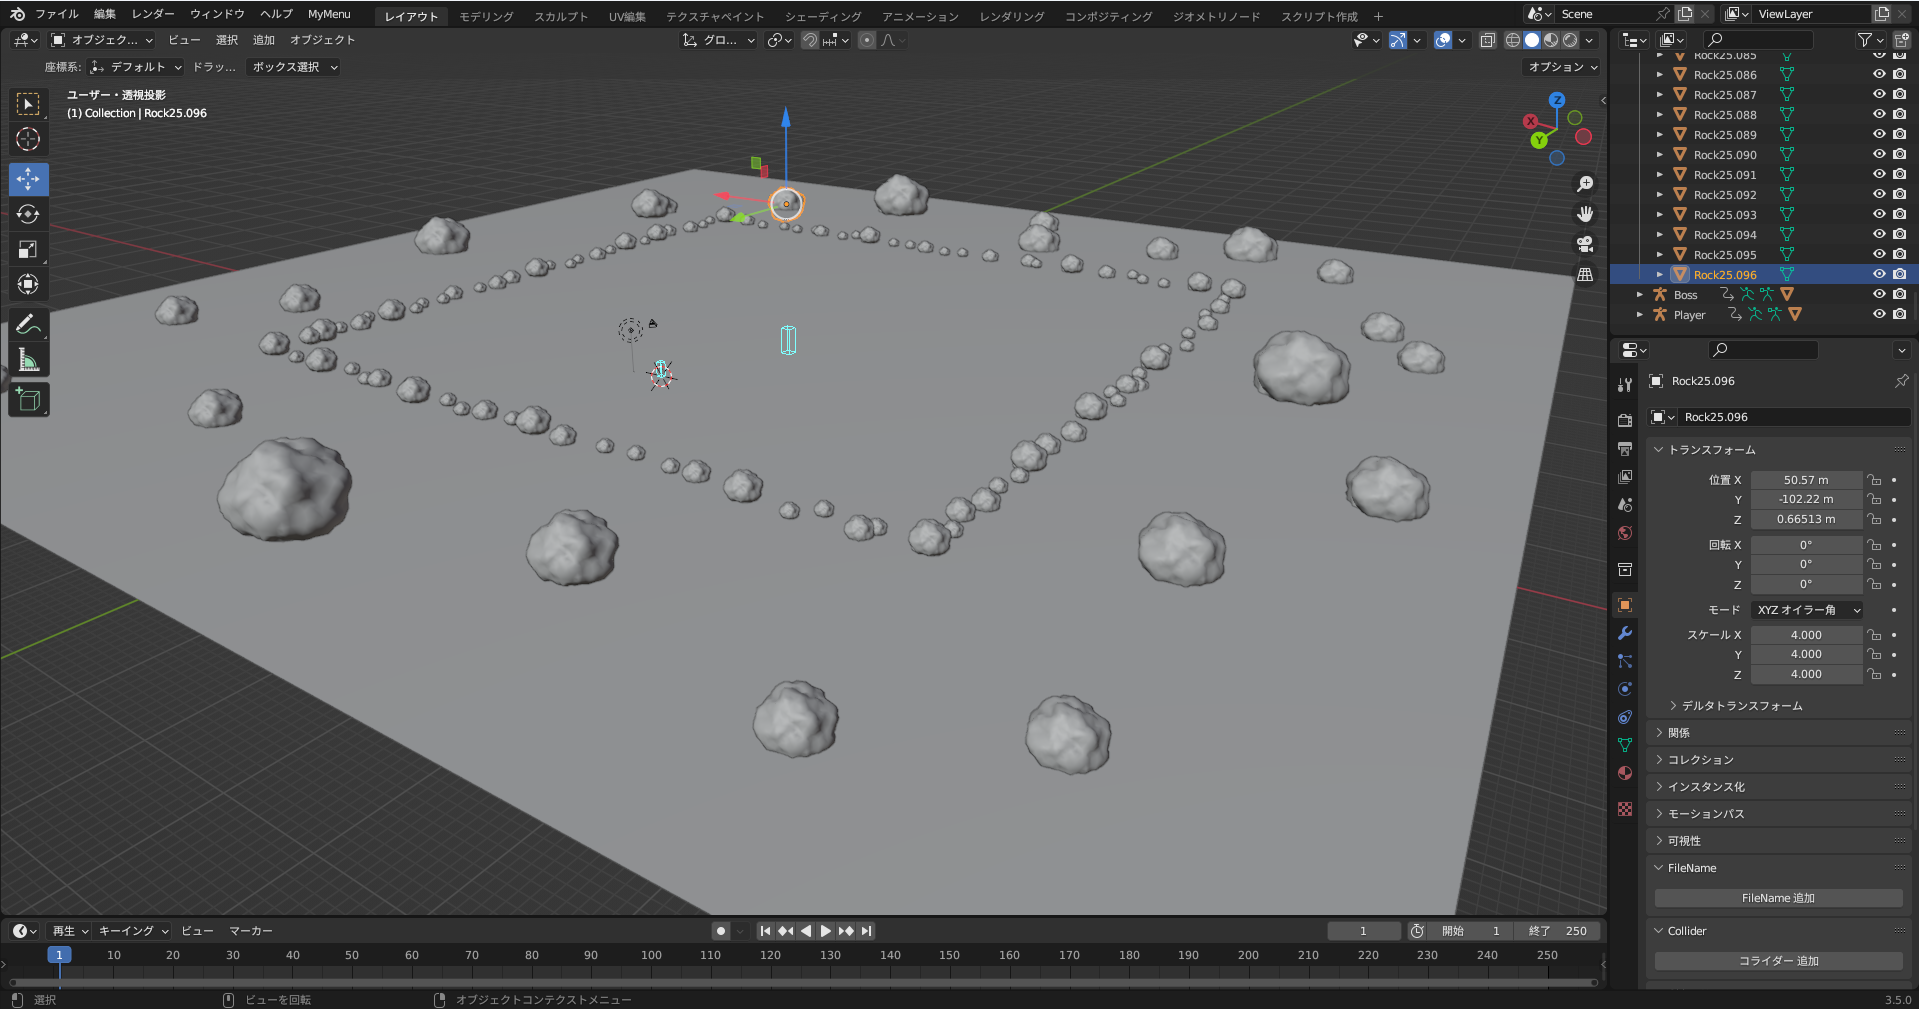 ファイル 編集 レンダー ウィンドウ ヘルプ MyMenu レイアウト モデリング スカルプト UV編集 テクスチャペイント シェーディング アニメーション レンダリング コンポジティング ジオメトリノード スクリプト作成 + Scene ViewLayer
オブジェク... ビュー 選択 追加 オブジェクト グロ... 
座標系: デフォルト ドラッ... ボックス選択 オプション
ユーザー・透視投影
(1) Collection | Rock25.096
X
Y
Z
Rock25.085
Rock25.086
Rock25.087
Rock25.088
Rock25.089
Rock25.090
Rock25.091
Rock25.092
Rock25.093
Rock25.094
Rock25.095
Rock25.096
Boss
Player
Rock25.096
Rock25.096
トランスフォーム
位置 X 50.57 m
Y -102.22 m
Z 0.66513 m
回転 X 0°
Y 0°
Z 0°
モード XYZ オイラー角
スケール X 4.000
Y 4.000
Z 4.000
デルタトランスフォーム
関係
コレクション
インスタンス化
モーションパス
可視性
FileName
FileName 追加
Collider
コライダー 追加
再生 キーイング ビュー マーカー 1 開始 1 終了 250
1 10 20 30 40 50 60 70 80 90 100 110 120 130 140 150 160 170 180 190 200 210 220 230 240 250
選択 ビューを回転 オブジェクトコンテクストメニュー 3.5.0